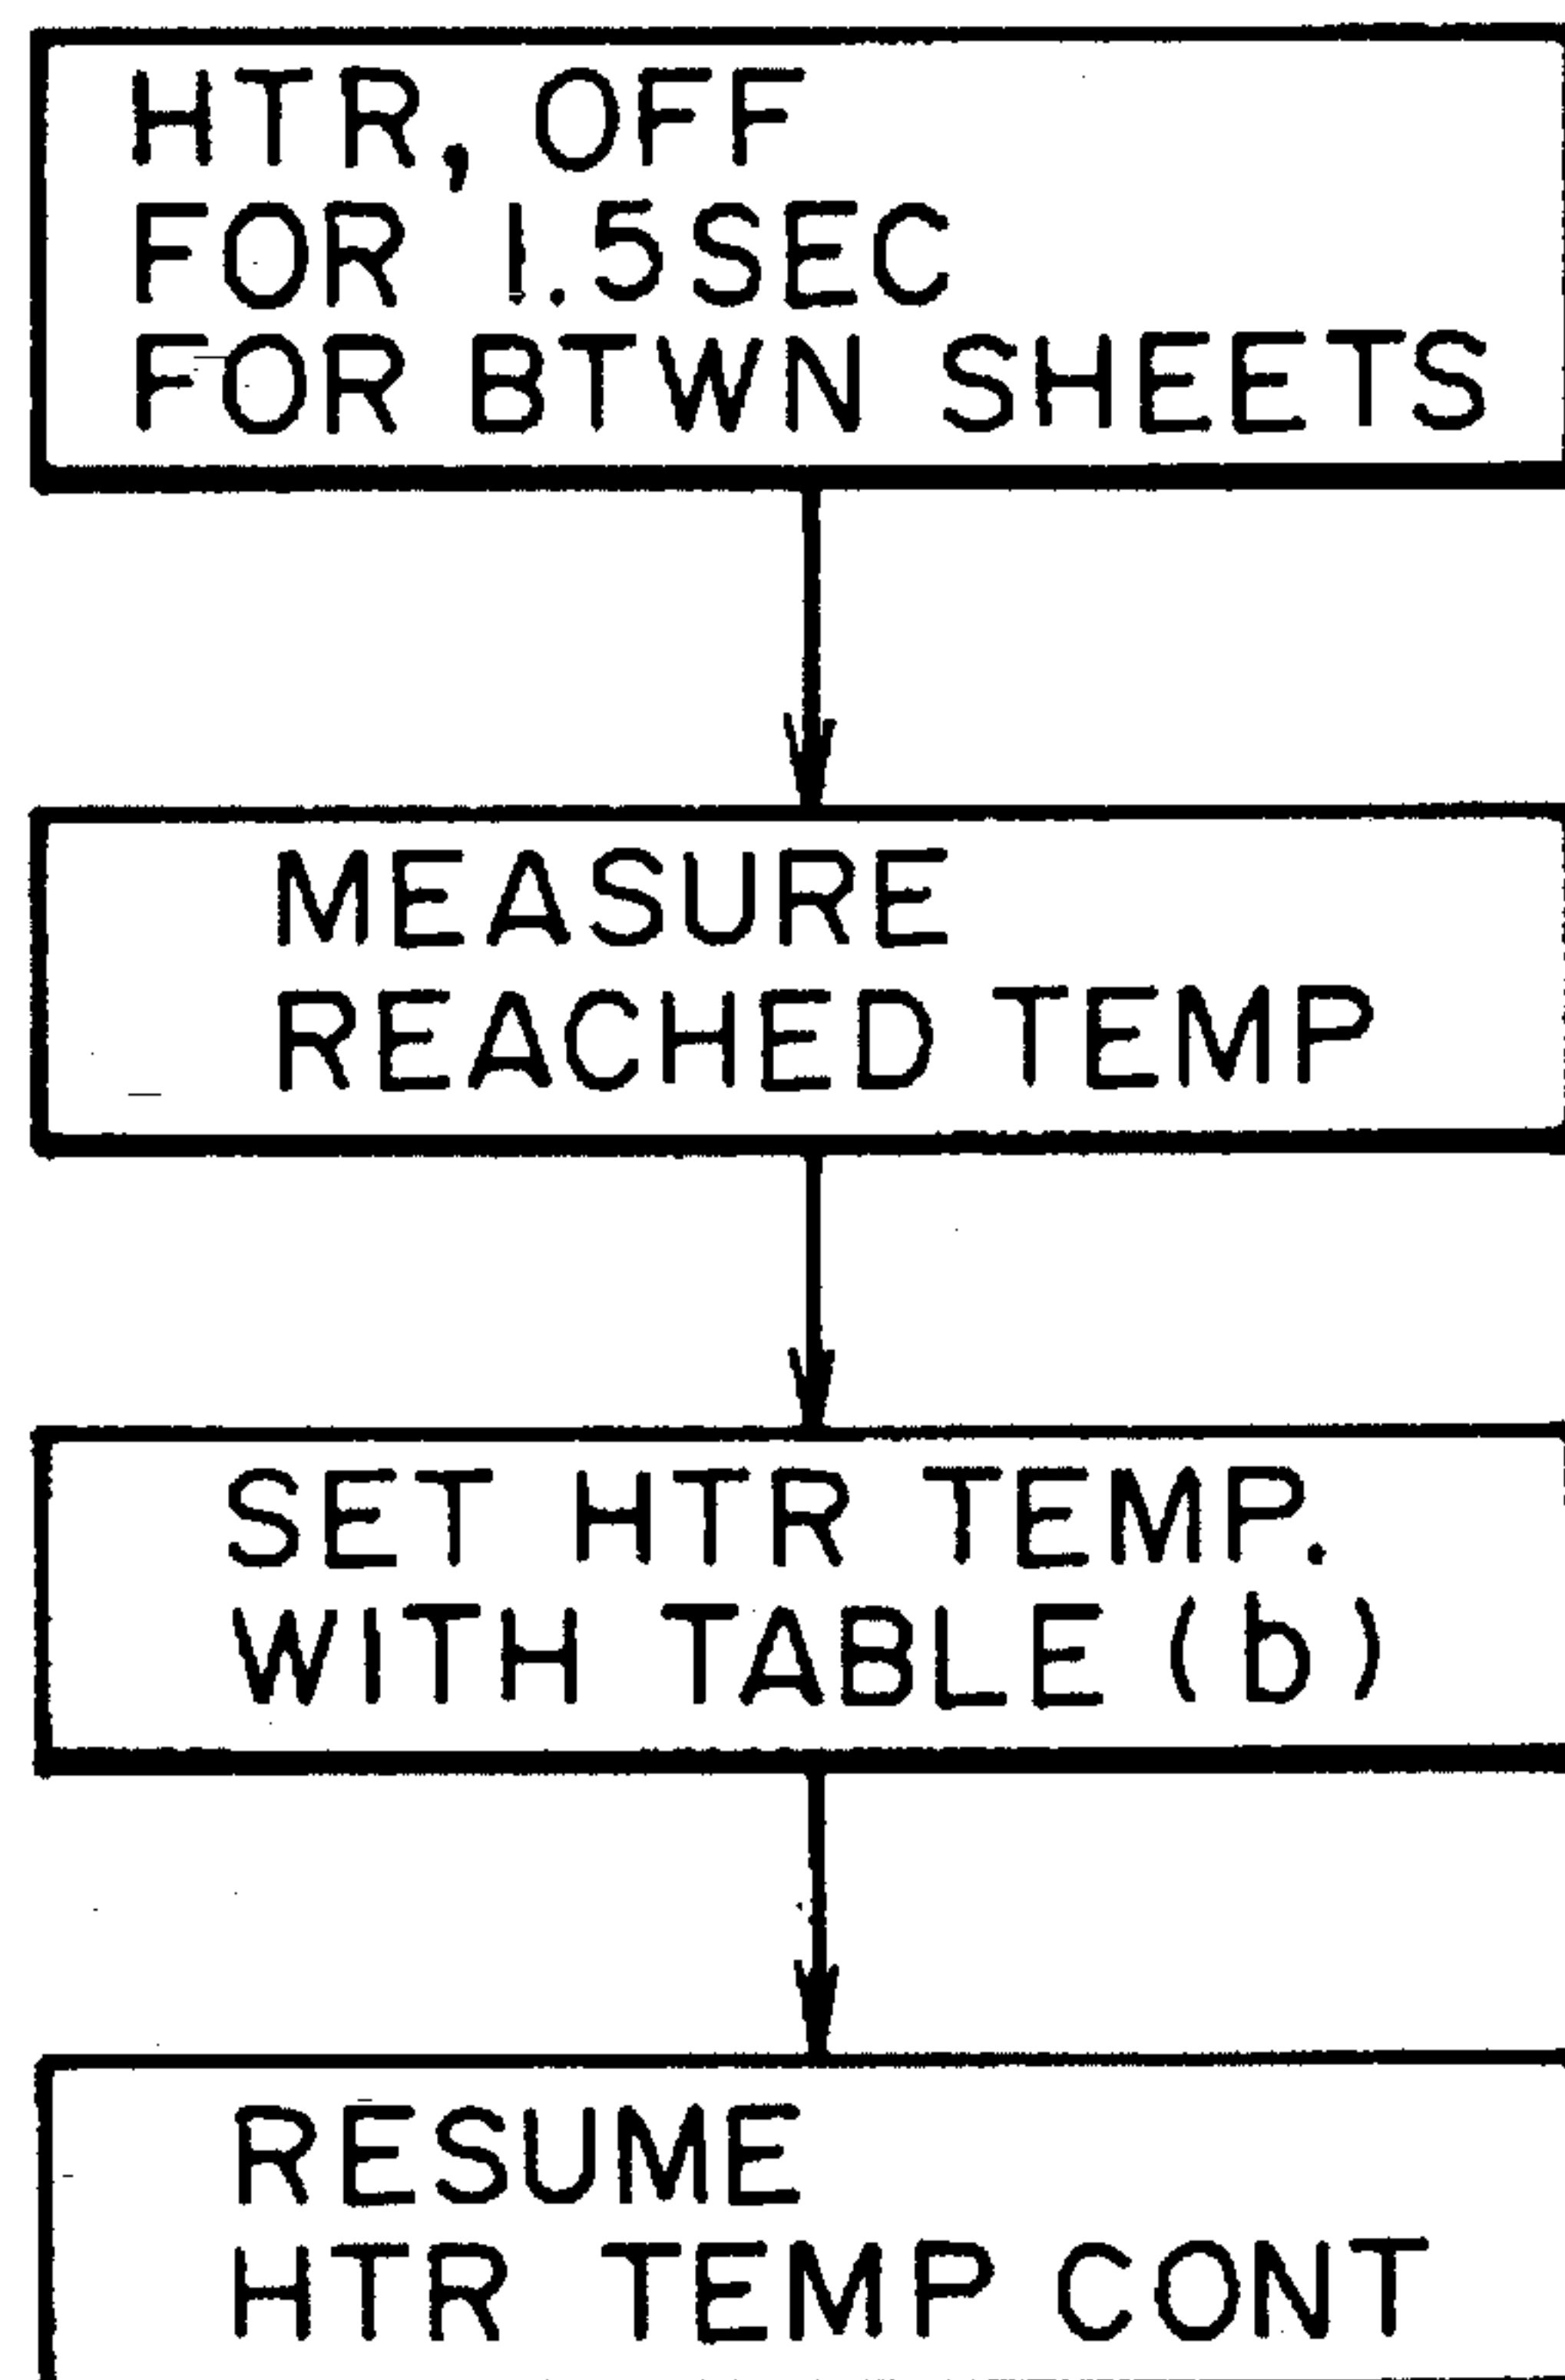 HTR, OFF
FOR 1.5SEC
FOR BTWN SHEETS
MEASURE
REACHED TEMP
SET HTR TEMP.
WITH TABLE (b)
RESUME
HTR TEMP CONT